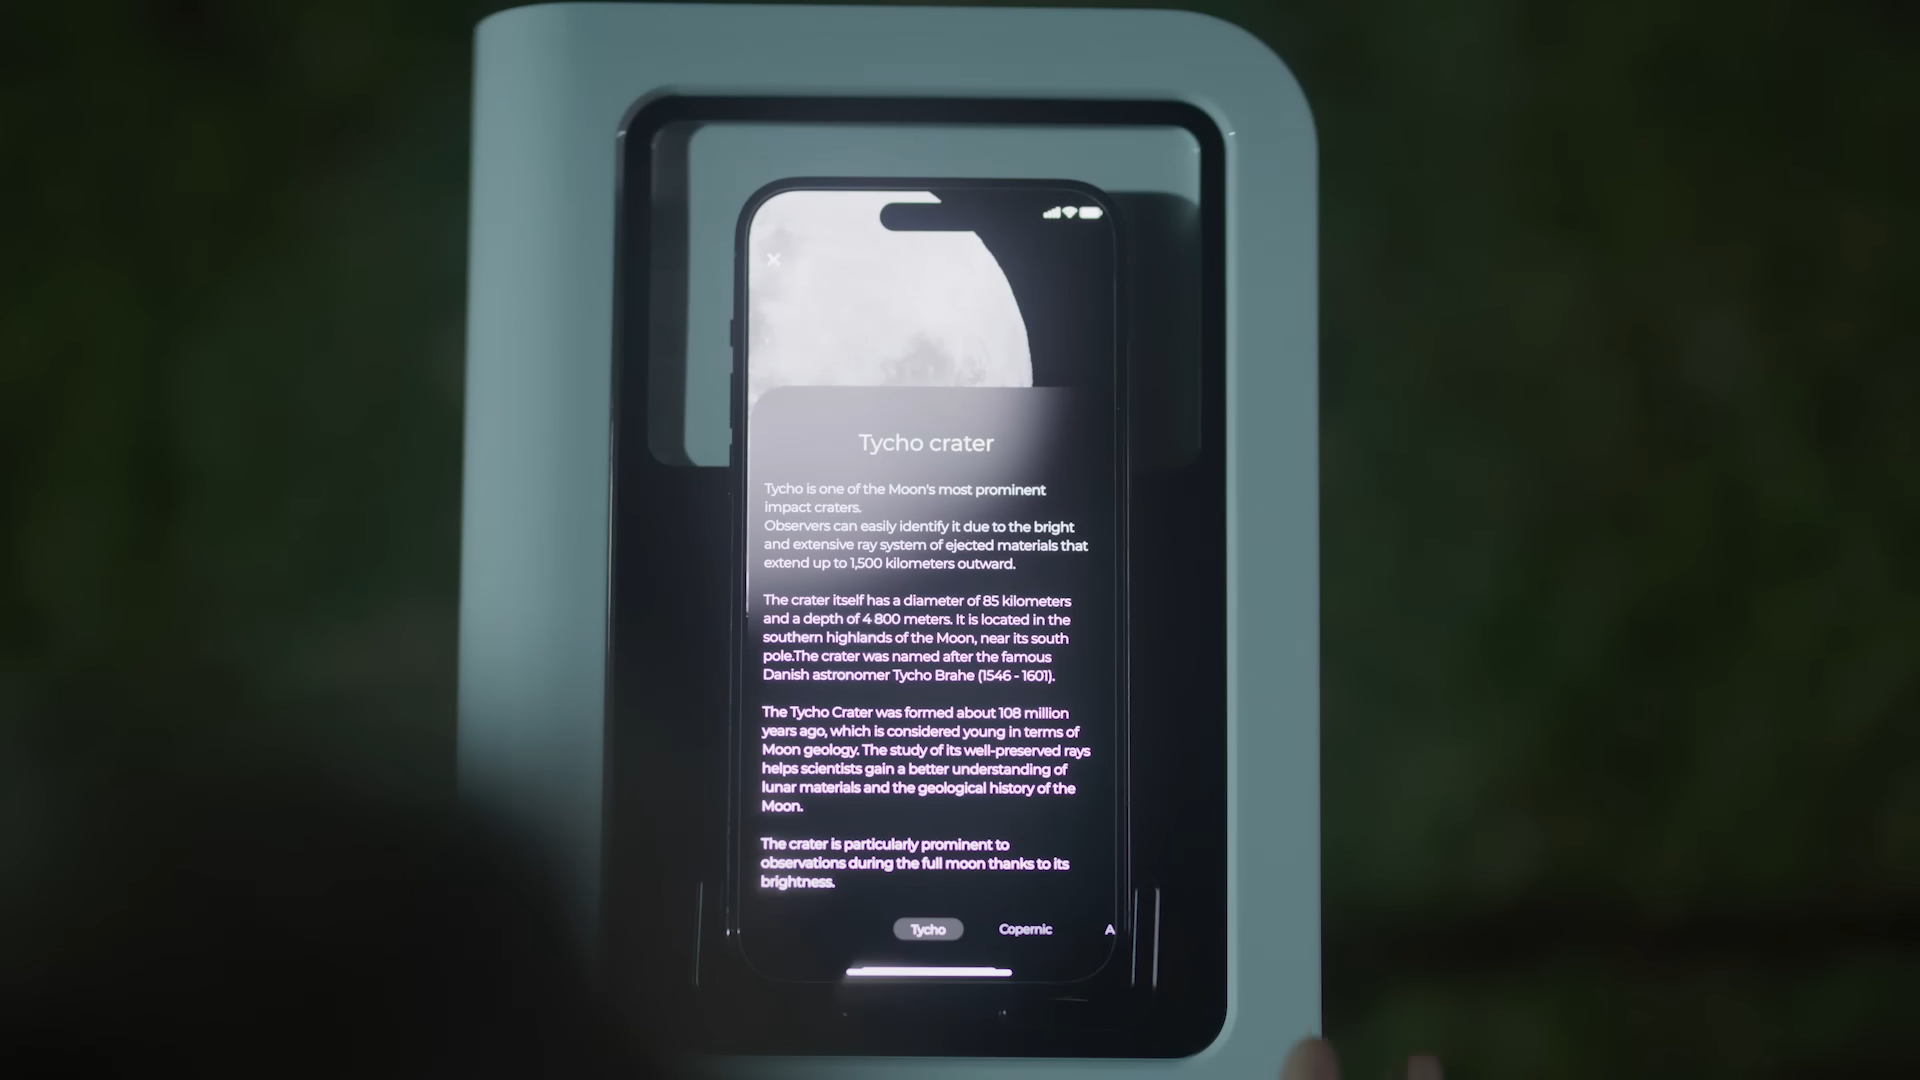 Tycho crater
Tycho is one of the Moon's most prominent
impact craters.
Observers can easily identify it due to the bright
and extensive ray system of ejected materials that
extend up to 1,500 kilometers outward.
The crater itself has a diameter of 85 kilometers
and a depth of 4 800 meters. It is located in the
southern highlands of the Moon, near its south
pole.The crater was named after the famous
Danish astronomer Tycho Brahe (1546 - 1601).
The Tycho Crater was formed about 108 million
years ago, which is considered young in terms of
Moon geology. The study of its well-preserved rays
helps scientists gain a better understanding of
lunar materials and the geological history of the
Moon.
The crater is particularly prominent to
observations during the full moon thanks to its
brightness.
Tycho Copernic A